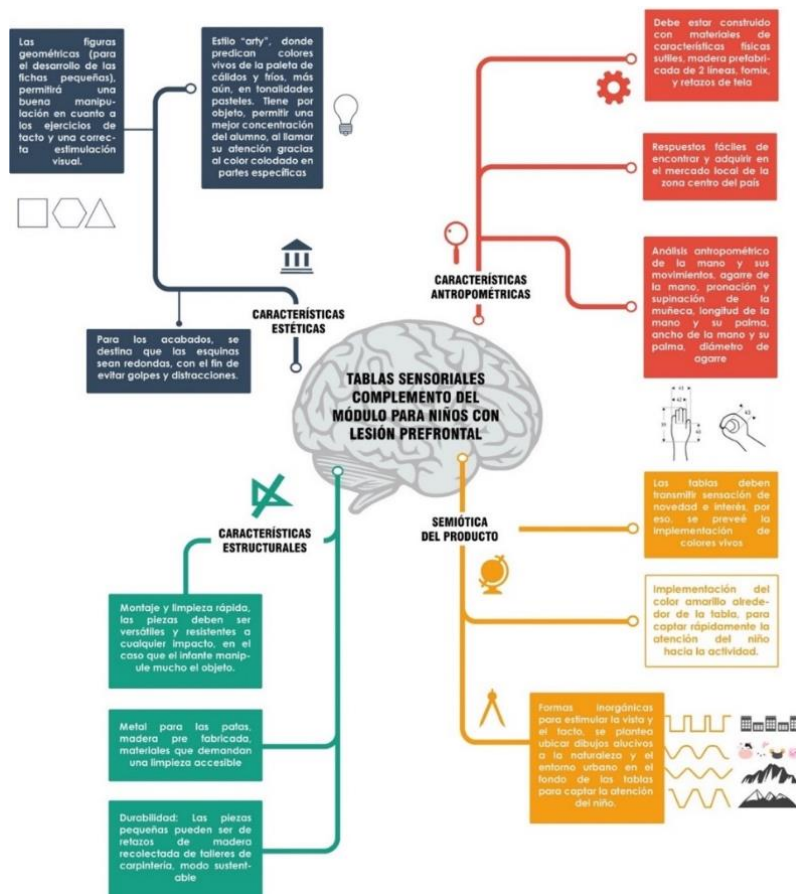 Las figuras
geométricas (para
el desarrollo de las
fichas pequeñas),
permitirá una
buena manipu-
lación en cuanto a
los ejercicios de
tacto y una correc-
ta estimulación
visual.
Estilo "arty", donde
predican colores
vivos de la paleta de
cálidos y fríos, más
aún, en tonalidades
pasteles. Tiene por
objeto, permitir una
mejor concentración
del alumno, al llamar
su atención gracias
al color colodado en
partes específicas
CARACTERÍSTICAS
ESTÉTICAS
Para los acabados, se
destina que las esquinas
sean redondas, con el fin de
evitar golpes y distracciones.
Debe estar construido
con materiales de
características físicas
sutiles, madera prefabri-
cada de 2 líneas, fomix,
y retazos de tela
Respuestos fáciles de
encontrar y adquirir en
el mercado local de la
zona centro del país
CARACTERÍSTICAS
ANTROPOMÉTRICAS
Análisis antropométrico
de la mano y sus
movimientos, agarre de
la mano, pronación y
supinación de la
muñeca, longitud de la
mano y su palma,
ancho de la mano y su
palma, diámetro de
agarre
TABLAS SENSORIALES
COMPLEMENTO DEL
MÓDULO PARA NIÑOS CON
LESIÓN PREFRONTAL
CARACTERÍSTICAS
ESTRUCTURALES
Montaje y limpieza rápida,
las piezas deben ser
versátiles y resistentes a
cualquier impacto, en el
caso que el infante manip-
ule mucho el objeto.
Metal para las patas,
madera pre fabricada,
materiales que demandan
una limpieza accesible
Durabilidad: Las piezas
pequeñas pueden ser de
retazos de madera
recolectada de talleres de
carpintería, modo sustent-
able
SEMIÓTICA
DEL PRODUCTO
Las tablas deben
transmitir sensación de
novedad e interés, por
eso, se preveé la
implementación de
colores vivos
Implementación del
color amarillo alrede-
dor de la tabla, para
captar rápidamente la
atención del niño
hacia la actividad.
Formas inorgánicas
para estimular la vista y
el tacto, se plantea
ubicar dibujos alucivos
a la naturaleza y el
entorno urbano en el
fondo de las tablas
para captar la atención
del niño.